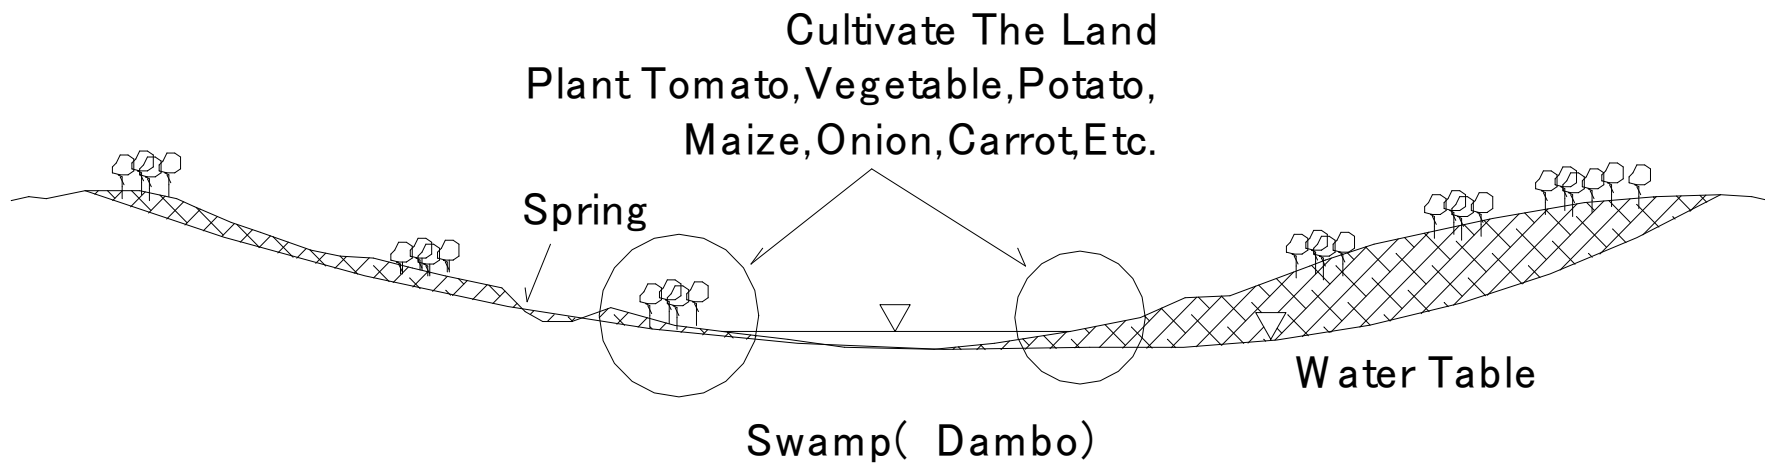 Cultivate The Land
Plant Tomato,Vegetable,Potato,
Maize,Onion,Carrot,Etc.
Spring
Water Table
Swamp( Dambo)